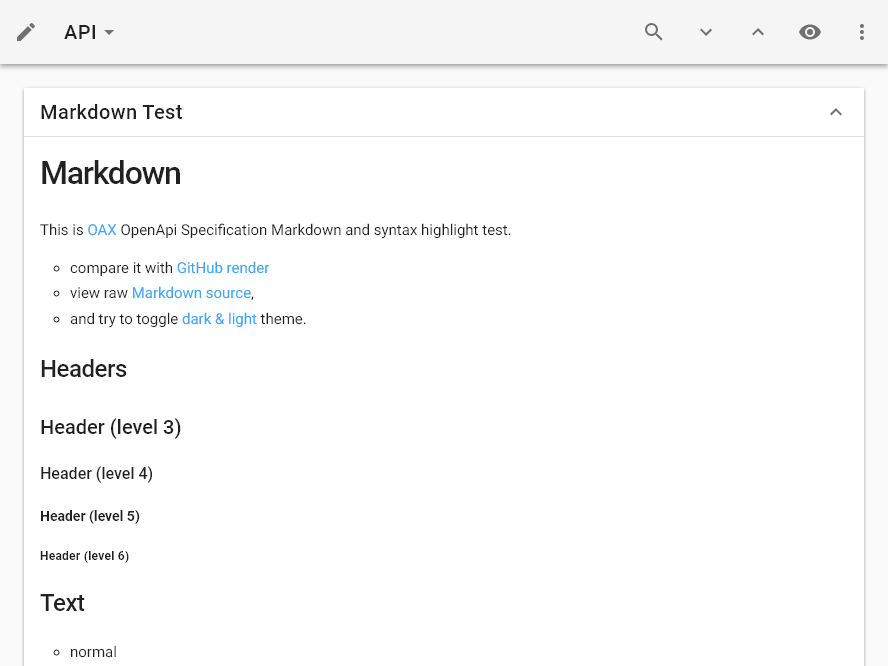 API
Markdown Test
Markdown
This is OAX OpenApi Specification Markdown and syntax highlight test.
compare it with GitHub render
view raw Markdown source,
and try to toggle dark & light theme.
Headers
Header (level 3)
Header (level 4)
Header (level 5)
Header (level 6)
Text
normal